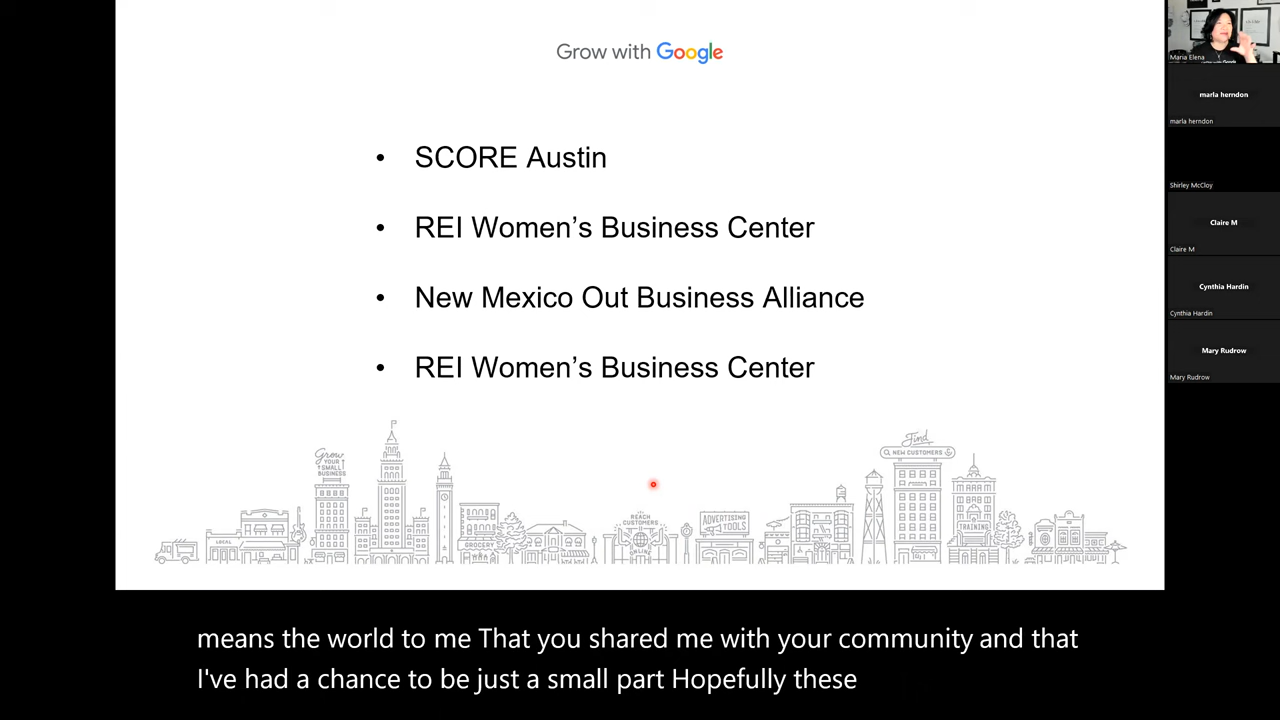 Grow with Google
• SCORE Austin
• REI Women's Business Center
• New Mexico Out Business Alliance
• REI Women's Business Center
Grow
YOUR
SMALL
BUSINESS
LOCAL
GROCERY
REACH
CUSTOMERS
ONLINE
ADVERTISING
TOOLS
Find
NEW CUSTOMERS
TRAINING
means the world to me That you shared me with your community and that
I've had a chance to be just a small part Hopefully these
Maria Elena
marla herndon
marla herndon
Shirley McCloy
Claire M
Claire M
Cynthia Hardin
Cynthia Hardin
Mary Rudrow
Mary Rudrow